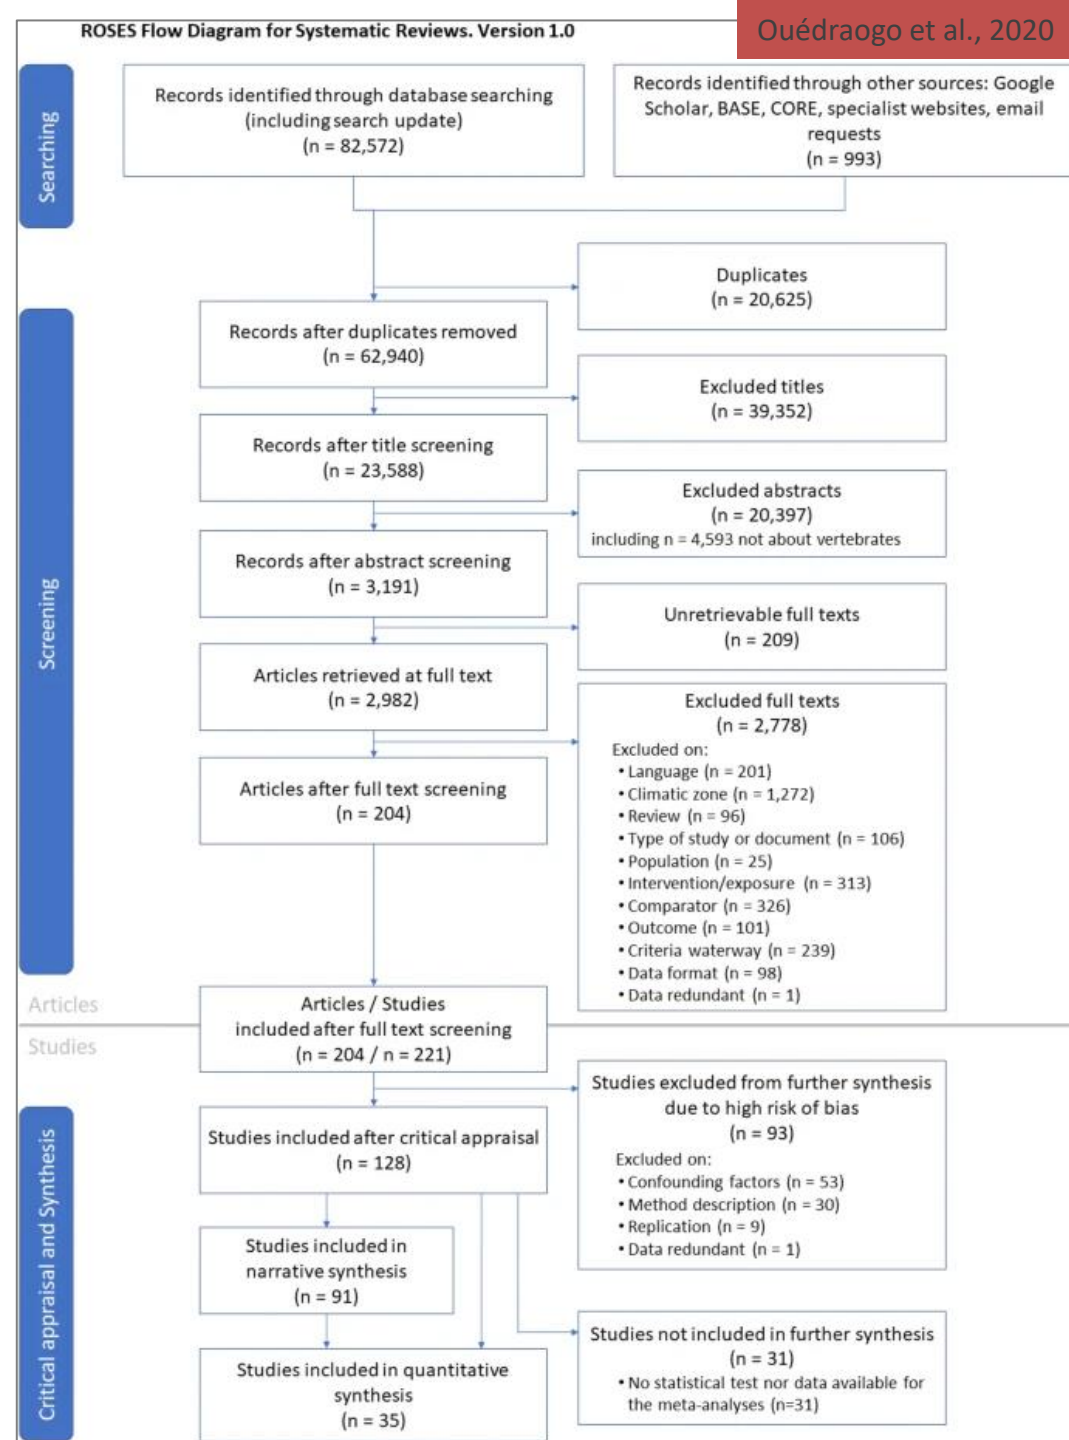 ROSES Flow Diagram for Systematic Reviews. Version 1.0
Ouédraogo et al., 2020
Searching
Records identified through database searching
(including search update)
(n = 82,572)
Records identified through other sources: Google
Scholar, BASE, CORE, specialist websites, email
requests
(n = 993)
Screening
Duplicates
(n = 20,625)
Records after duplicates removed
(n = 62,940)
Excluded titles
(n = 39,352)
Records after title screening
(n = 23,588)
Excluded abstracts
(n = 20,397)
including n = 4,593 not about vertebrates
Records after abstract screening
(n = 3,191)
Unretrievable full texts
(n = 209)
Articles retrieved at full text
(n = 2,982)
Excluded full texts
(n = 2,778)
Excluded on:
• Language (n = 201)
• Climatic zone (n = 1,272)
• Review (n = 96)
• Type of study or document (n = 106)
• Population (n = 25)
• Intervention/exposure (n = 313)
• Comparator (n = 326)
• Outcome (n = 101)
• Criteria waterway (n = 239)
• Data format (n = 98)
• Data redundant (n = 1)
Articles after full text screening
(n = 204)
Articles
Studies
Articles / Studies
included after full text screening
(n = 204 / n = 221)
Critical appraisal and Synthesis
Studies excluded from further synthesis
due to high risk of bias
(n = 93)
Excluded on:
• Confounding factors (n = 53)
• Method description (n = 30)
• Replication (n = 9)
• Data redundant (n = 1)
Studies included after critical appraisal
(n = 128)
Studies included in
narrative synthesis
(n = 91)
Studies not included in further synthesis
(n = 31)
• No statistical test nor data available for
the meta-analyses (n=31)
Studies included in quantitative
synthesis
(n = 35)